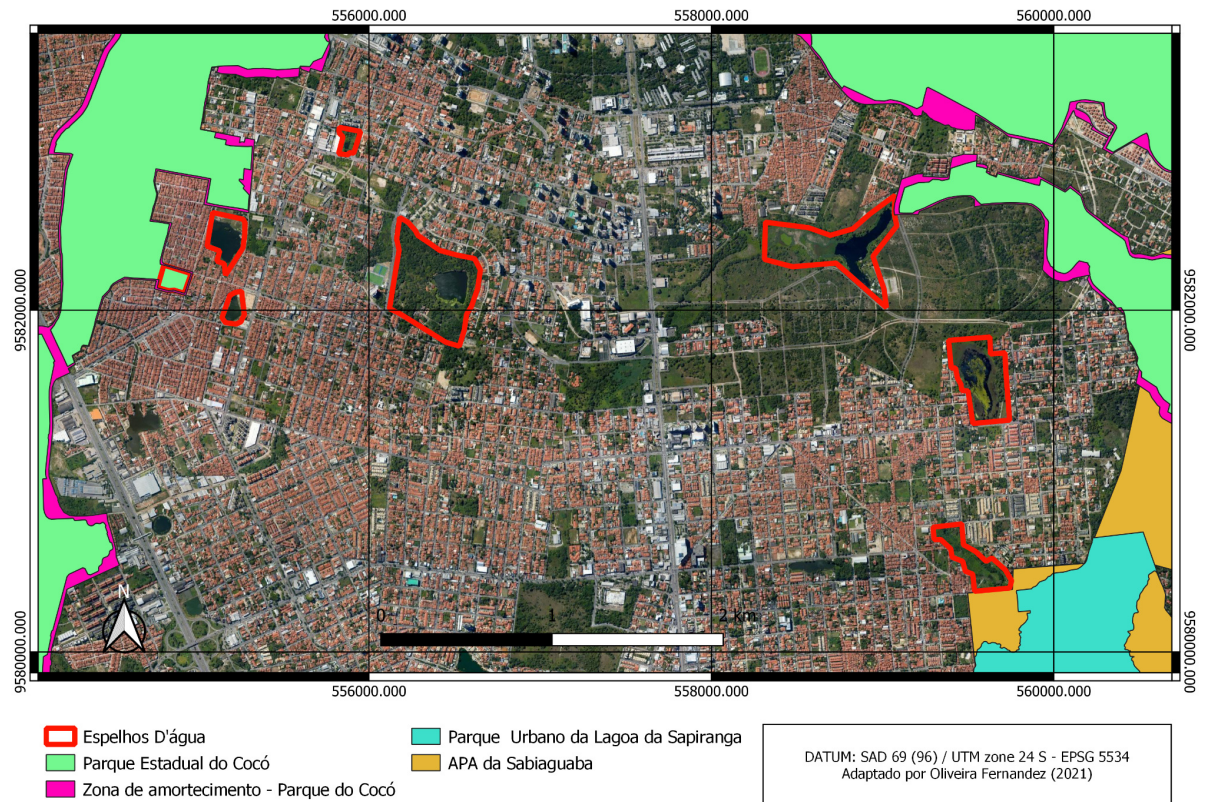 556000.000 558000.000 560000.000
9582000.000 9582000.000
N
0 1 2 km
9580000.000 9580000.000
556000.000 558000.000 560000.000
Espelhos D'água
Parque Estadual do Cocó
Zona de amortecimento - Parque do Cocó
Parque Urbano da Lagoa da Sapiranga
APA da Sabiaguaba
DATUM: SAD 69 (96) / UTM zone 24 S - EPSG 5534
Adaptado por Oliveira Fernandez (2021)